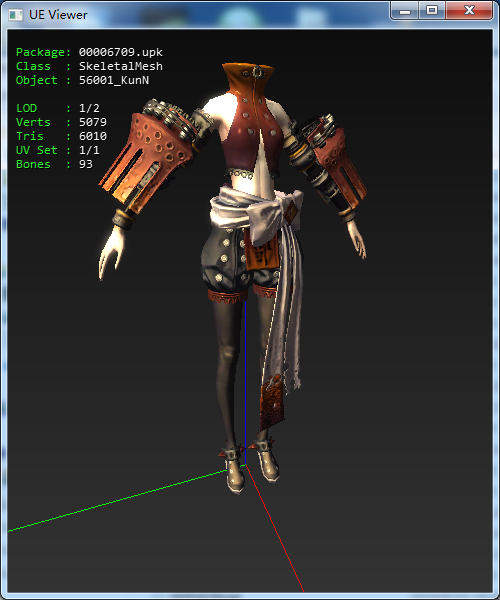 UE Viewer
Package: 00006709.upk
Class : SkeletalMesh
Object : 56001_KunN
LOD : 1/2
Verts : 5079
Tris : 6010
UV Set : 1/1
Bones : 93